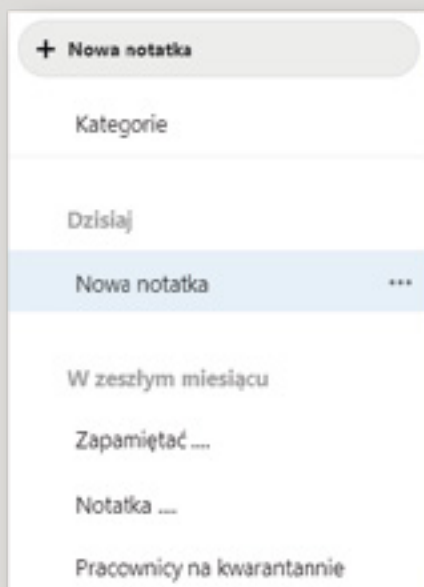 + Nowa notatka
Kategorie
Dzisiaj
Nowa notatka ...
W zeszłym miesiącu
Zapamiętać ....
Notatka ....
Pracownicy na kwarantannie